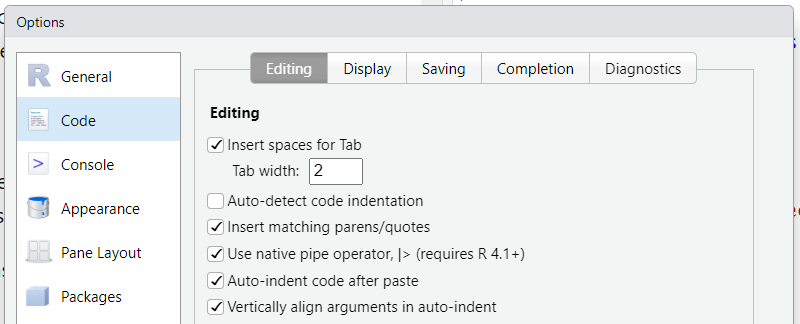 Options
General
Code
Console
Appearance
Pane Layout
Packages
Editing Display Saving Completion Diagnostics
Editing
Insert spaces for Tab
Tab width: 2
Auto-detect code indentation
Insert matching parens/quotes
Use native pipe operator, |> (requires R 4.1+)
Auto-indent code after paste
Vertically align arguments in auto-indent